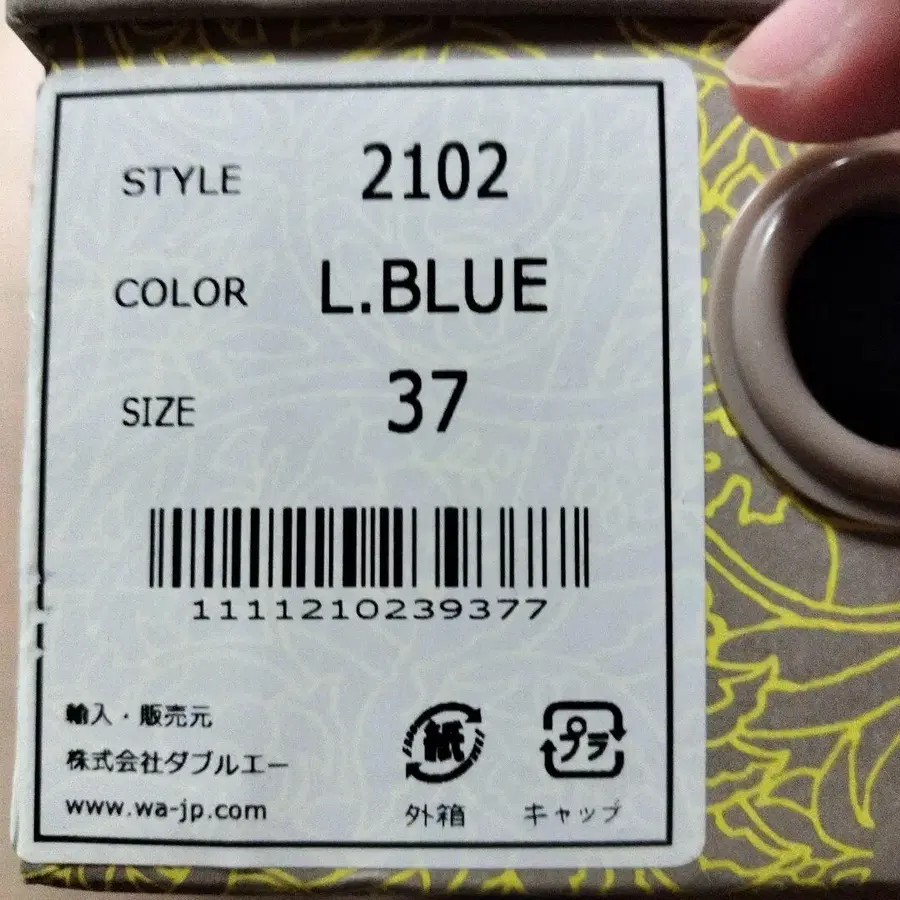 STYLE 2102
COLOR L.BLUE
SIZE 37
1111210239377
輸入・販売元
株式会社ダブルエー
www.wa-jp.com
紙 プラ
外箱 キャップ